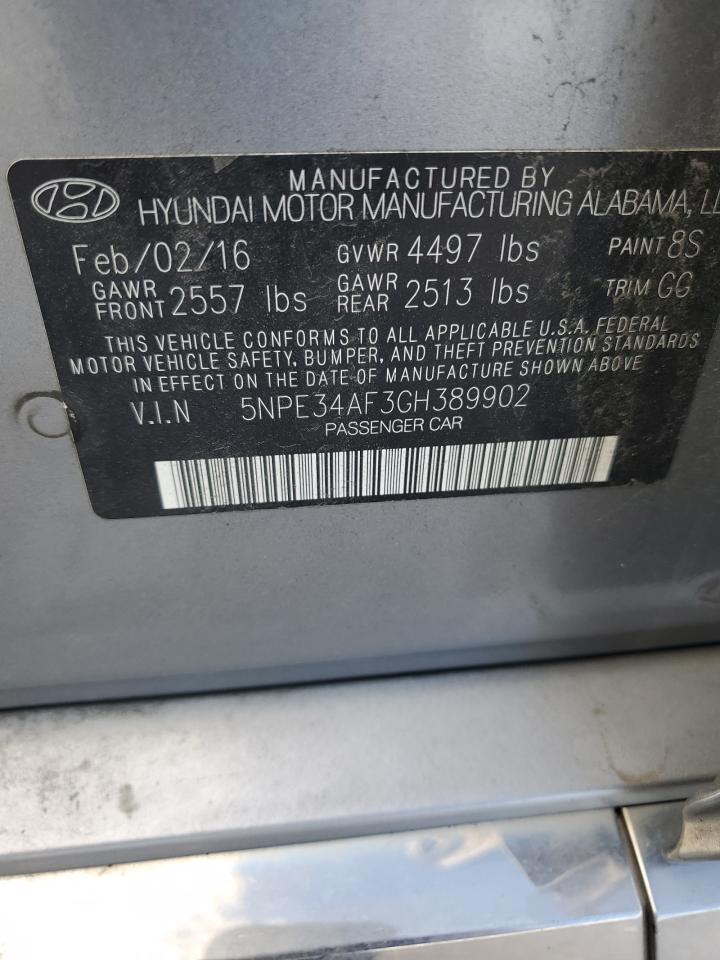 MANUFACTURED BY
HYUNDAI MOTOR MANUFACTURING ALABAMA,
Feb/02/16 GVWR 4497 lbs PAINT 8S
GAWR FRONT 2557 lbs GAWR REAR 2513 lbs TRIM GG
THIS VEHICLE CONFORMS TO ALL APPLICABLE U.S.A. FEDERAL
MOTOR VEHICLE SAFETY, BUMPER, AND THEFT PREVENTION STANDARDS
IN EFFECT ON THE DATE OF MANUFACTURE SHOWN ABOVE
V.I.N 5NPE34AF3GH389902
PASSENGER CAR